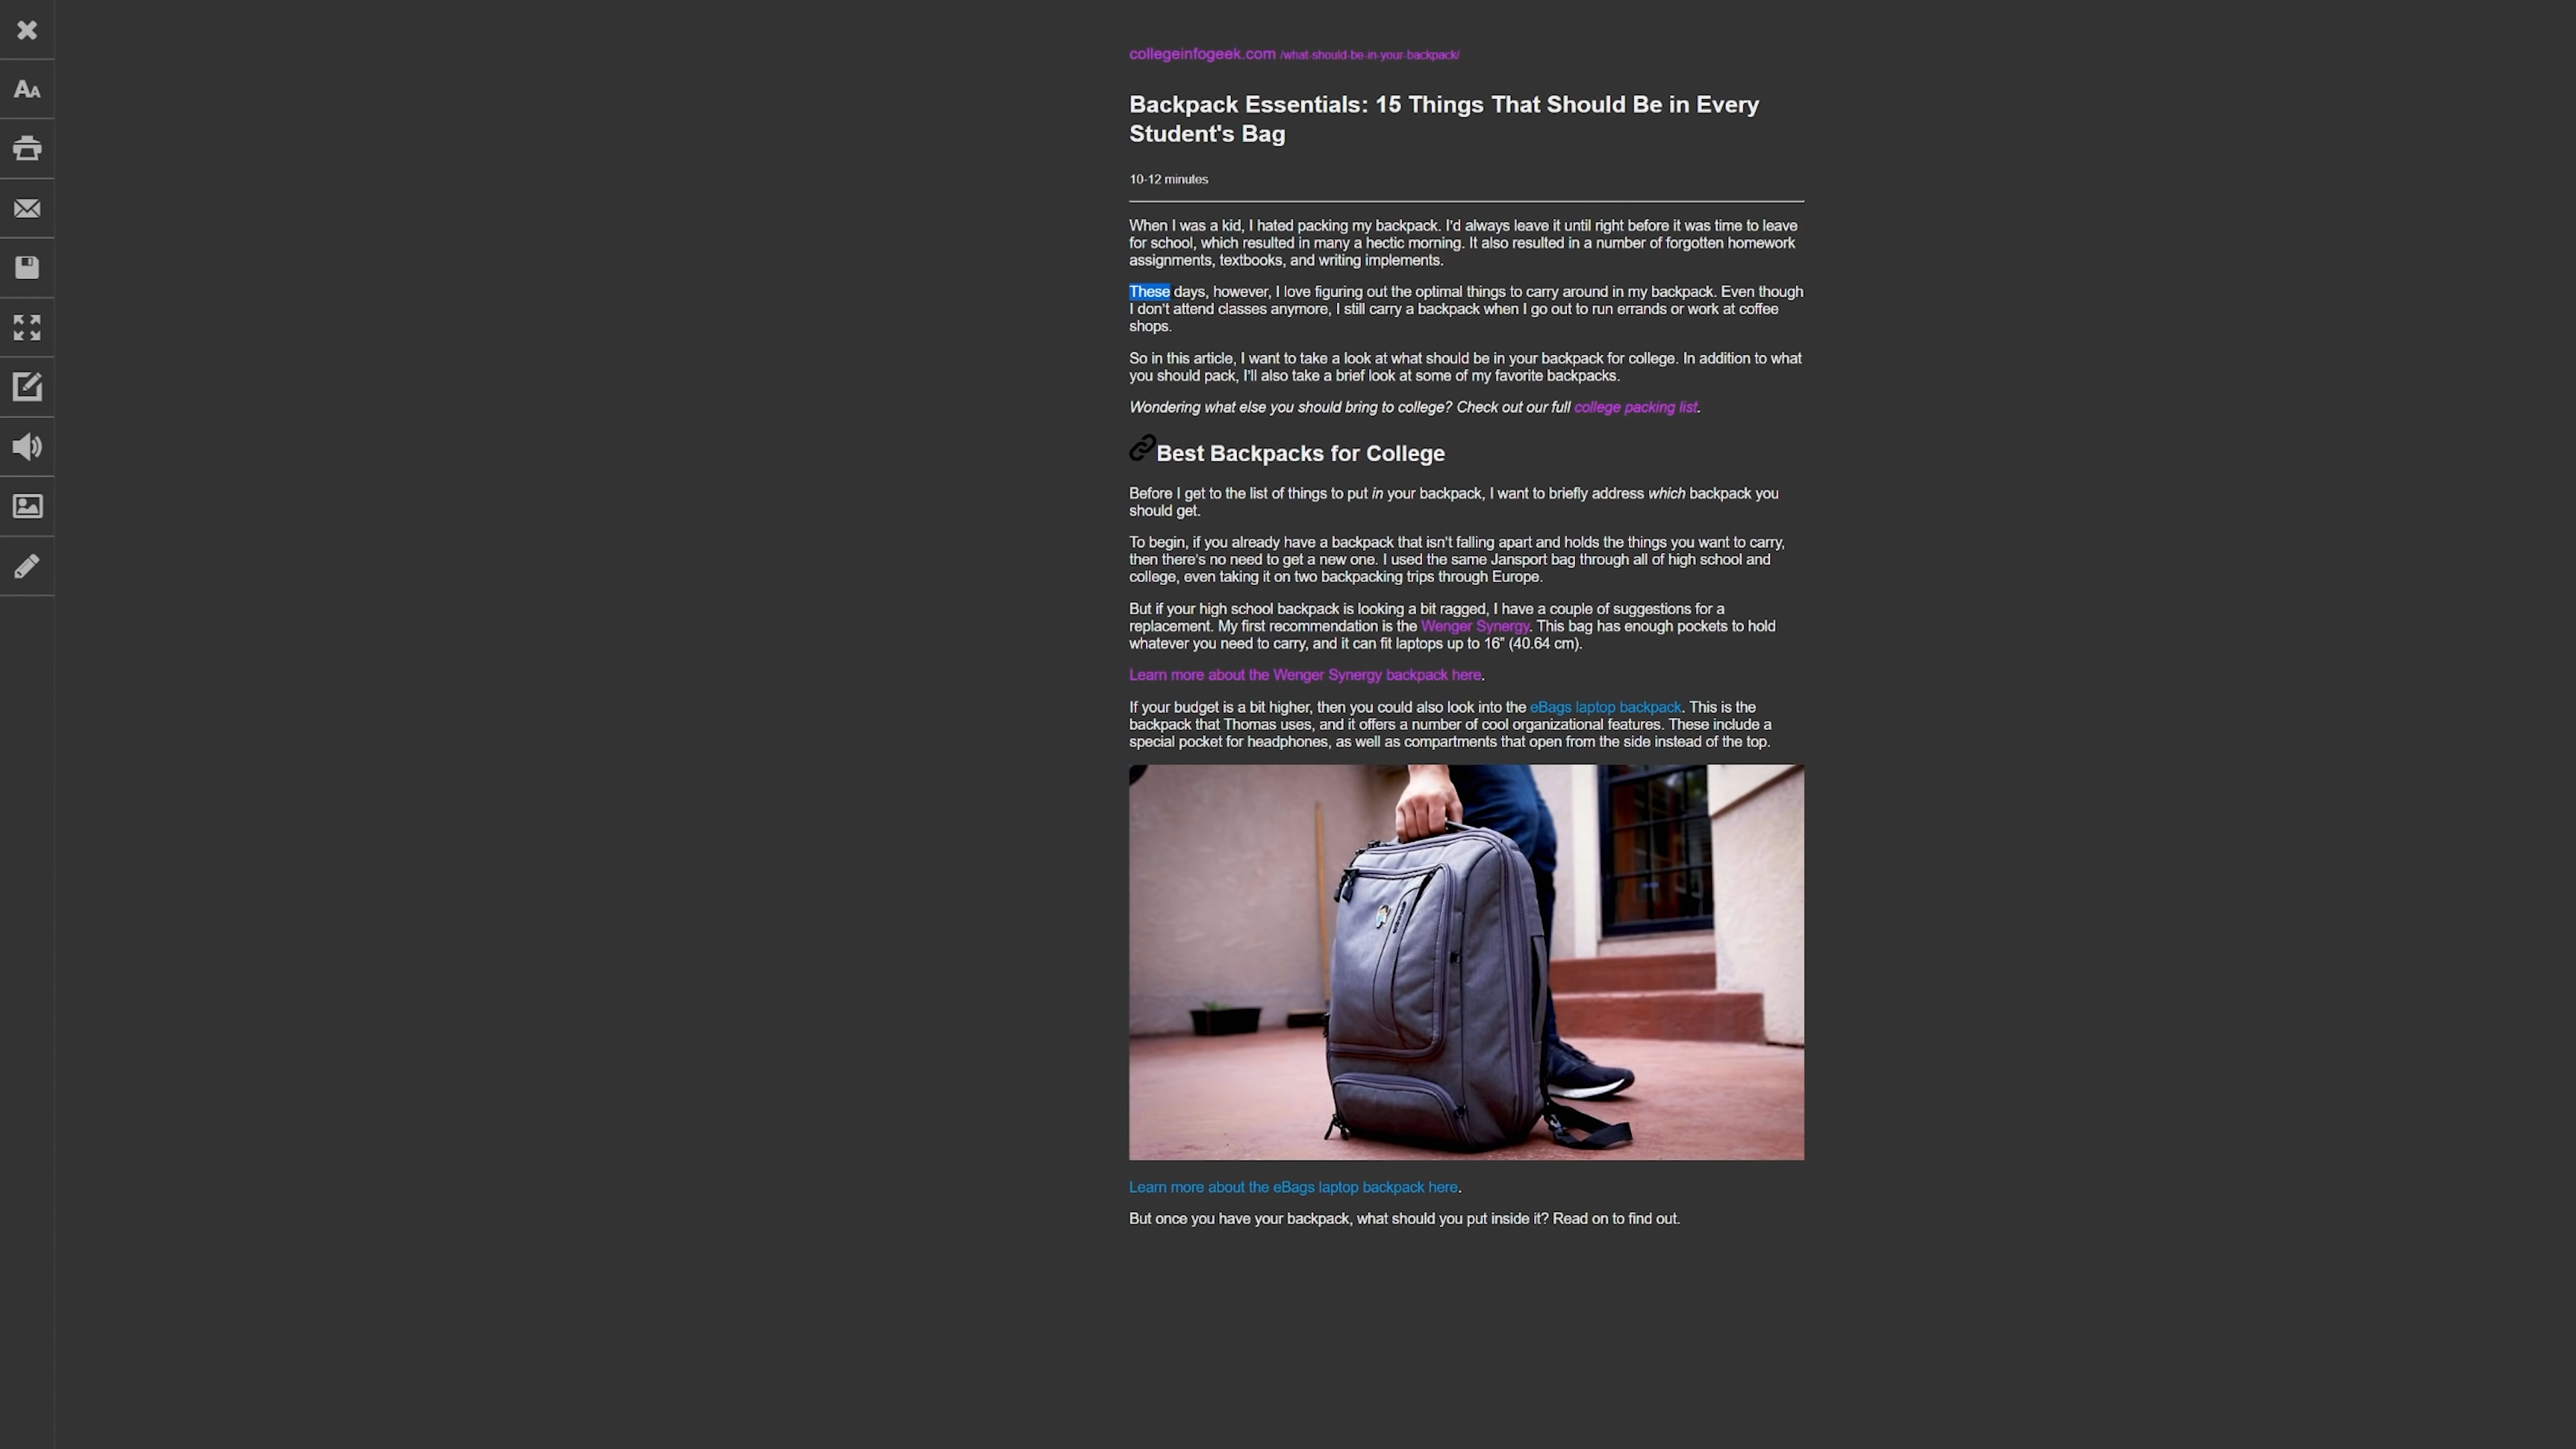 collegeinfogeek.com /what-should-be-in-your-backpack/
Backpack Essentials: 15 Things That Should Be in Every
Student's Bag
10-12 minutes
When I was a kid, I hated packing my backpack. I'd always leave it until right before it was time to leave
for school, which resulted in many a hectic morning. It also resulted in a number of forgotten homework
assignments, textbooks, and writing implements.
These days, however, I love figuring out the optimal things to carry around in my backpack. Even though
I don't attend classes anymore, I still carry a backpack when I go out to run errands or work at coffee
shops.
So in this article, I want to take a look at what should be in your backpack for college. In addition to what
you should pack, I'll also take a brief look at some of my favorite backpacks.
Wondering what else you should bring to college? Check out our full college packing list.
Best Backpacks for College
Before I get to the list of things to put in your backpack, I want to briefly address which backpack you
should get.
To begin, if you already have a backpack that isn't falling apart and holds the things you want to carry,
then there's no need to get a new one. I used the same Jansport bag through all of high school and
college, even taking it on two backpacking trips through Europe.
But if your high school backpack is looking a bit ragged, I have a couple of suggestions for a
replacement. My first recommendation is the Wenger Synergy. This bag has enough pockets to hold
whatever you need to carry, and it can fit laptops up to 16" (40.64 cm).
Learn more about the Wenger Synergy backpack here.
If your budget is a bit higher, then you could also look into the eBags laptop backpack. This is the
backpack that Thomas uses, and it offers a number of cool organizational features. These include a
special pocket for headphones, as well as compartments that open from the side instead of the top.
Learn more about the eBags laptop backpack here.
But once you have your backpack, what should you put inside it? Read on to find out.